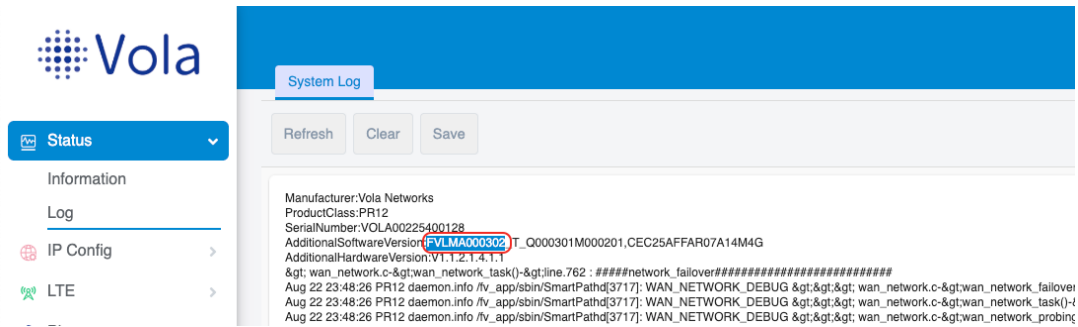 Vola
System Log
Refresh
Clear
Save
Status
Information
Log
IP Config
LTE
Manufacturer:Vola Networks
ProductClass:PR12
SerialNumber:VOLA00225400128
AdditionalSoftwareVersion:FVLMA000302_T_Q000301M000201,CEC25AFFAR07A14M4G
AdditionalHardwareVersion:V1.1.2.1.4.1.1
&gt; wan_network.c-&gt;wan_network_task()-&gt;line.762 : #####network_failover##########################
Aug 22 23:48:26 PR12 daemon.info /fv_app/sbin/SmartPathd[3717]: WAN_NETWORK_DEBUG &gt;&gt;&gt; wan_network.c-&gt;wan_network_failover
Aug 22 23:48:26 PR12 daemon.info /fv_app/sbin/SmartPathd[3717]: WAN_NETWORK_DEBUG &gt;&gt;&gt; wan_network.c-&gt;wan_network_task()-&
Aug 22 23:48:26 PR12 daemon.info /fv_app/sbin/SmartPathd[3717]: WAN_NETWORK_DEBUG &gt;&gt;&gt; wan_network.c-&gt;wan_network_probing